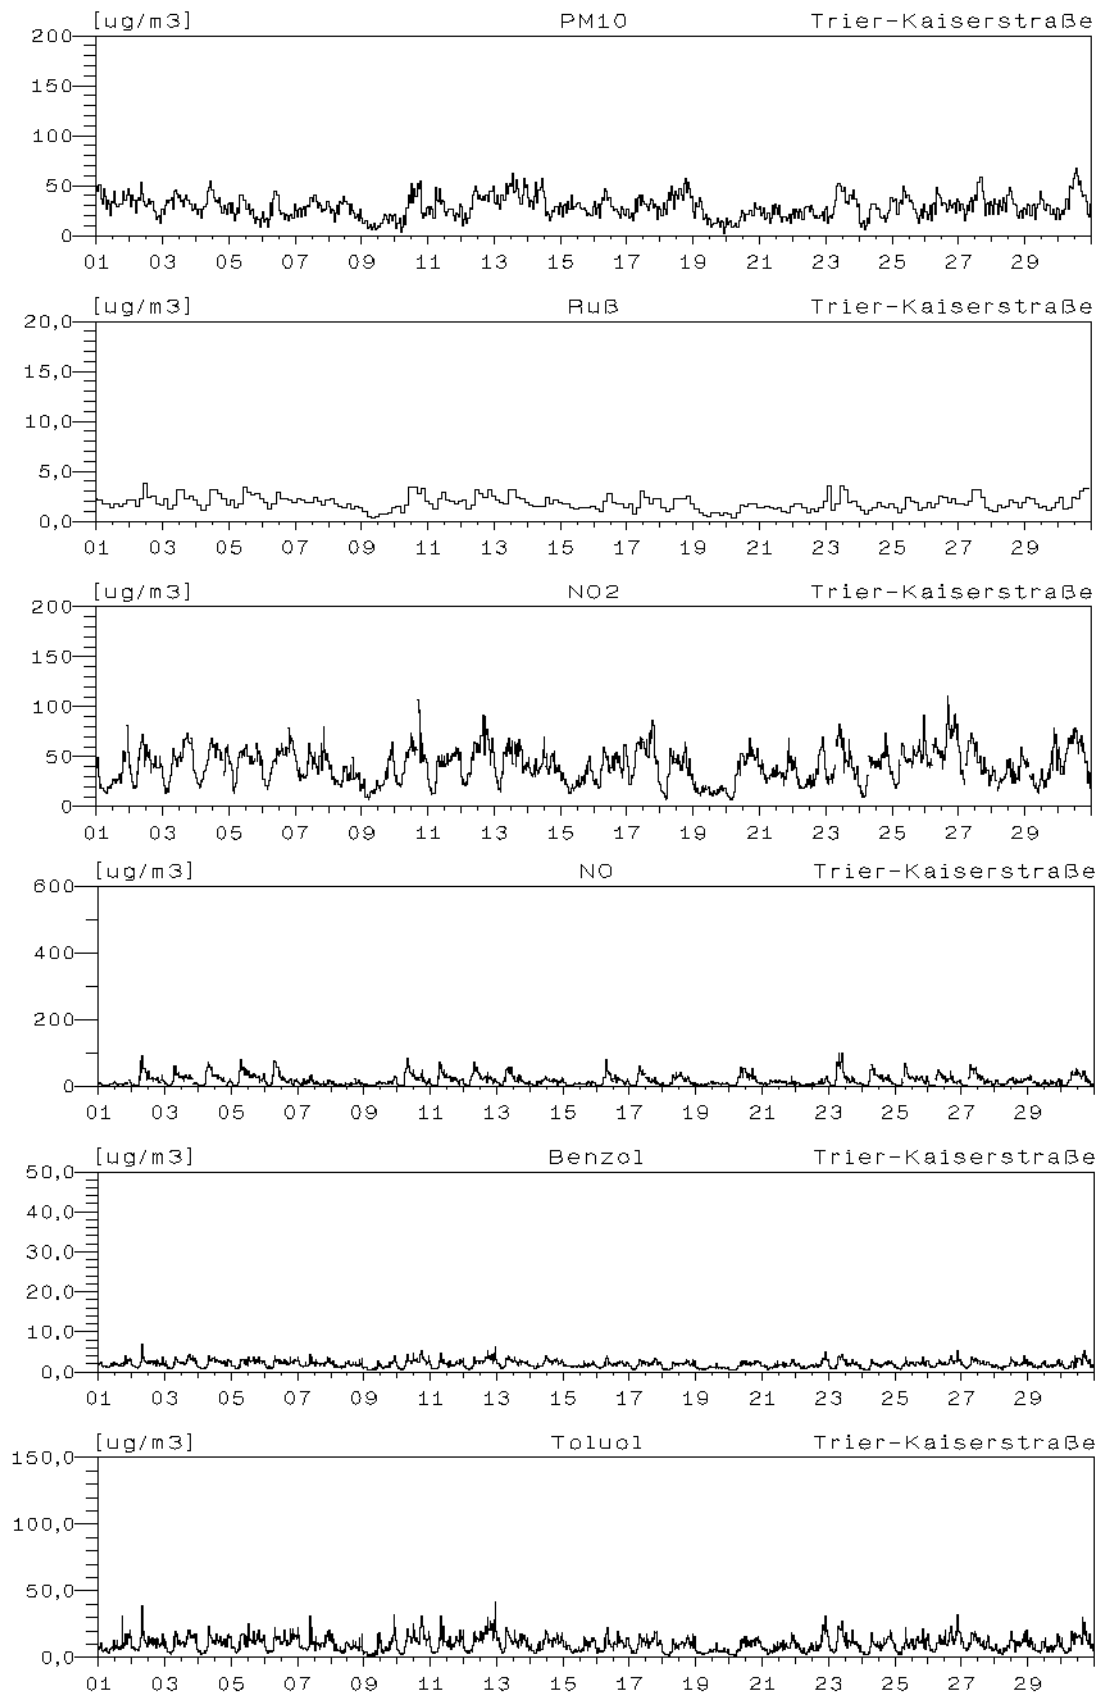 [ug/m3] PM10 Trier-Kaiserstraße
200
150
100
50
0
01 03 05 07 09 11 13 15 17 19 21 23 25 27 29
[ug/m3] Ruß Trier-Kaiserstraße
20,0
15,0
10,0
5,0
0,0
01 03 05 07 09 11 13 15 17 19 21 23 25 27 29
[ug/m3] NO2 Trier-Kaiserstraße
200
150
100
50
0
01 03 05 07 09 11 13 15 17 19 21 23 25 27 29
[ug/m3] NO Trier-Kaiserstraße
600
400
200
0
01 03 05 07 09 11 13 15 17 19 21 23 25 27 29
[ug/m3] Benzol Trier-Kaiserstraße
50,0
40,0
30,0
20,0
10,0
0,0
01 03 05 07 09 11 13 15 17 19 21 23 25 27 29
[ug/m3] Toluol Trier-Kaiserstraße
150,0
100,0
50,0
0,0
01 03 05 07 09 11 13 15 17 19 21 23 25 27 29